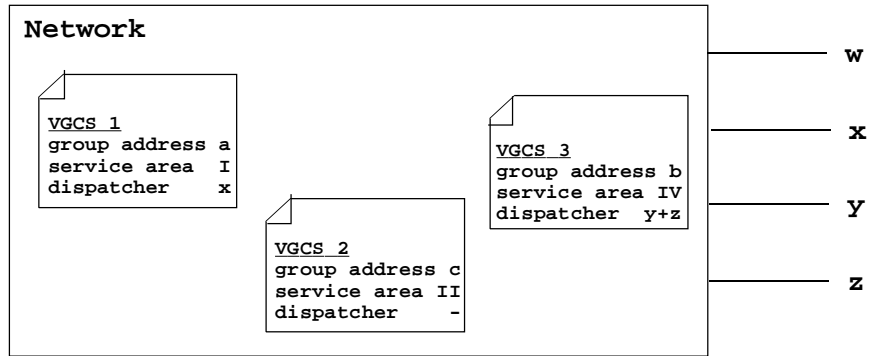 Network
VGCS 1
group address a
service area I
dispatcher x
VGCS 2
group address c
service area II
dispatcher -
VGCS 3
group address b
service area IV
dispatcher y+z
w
x
y
z